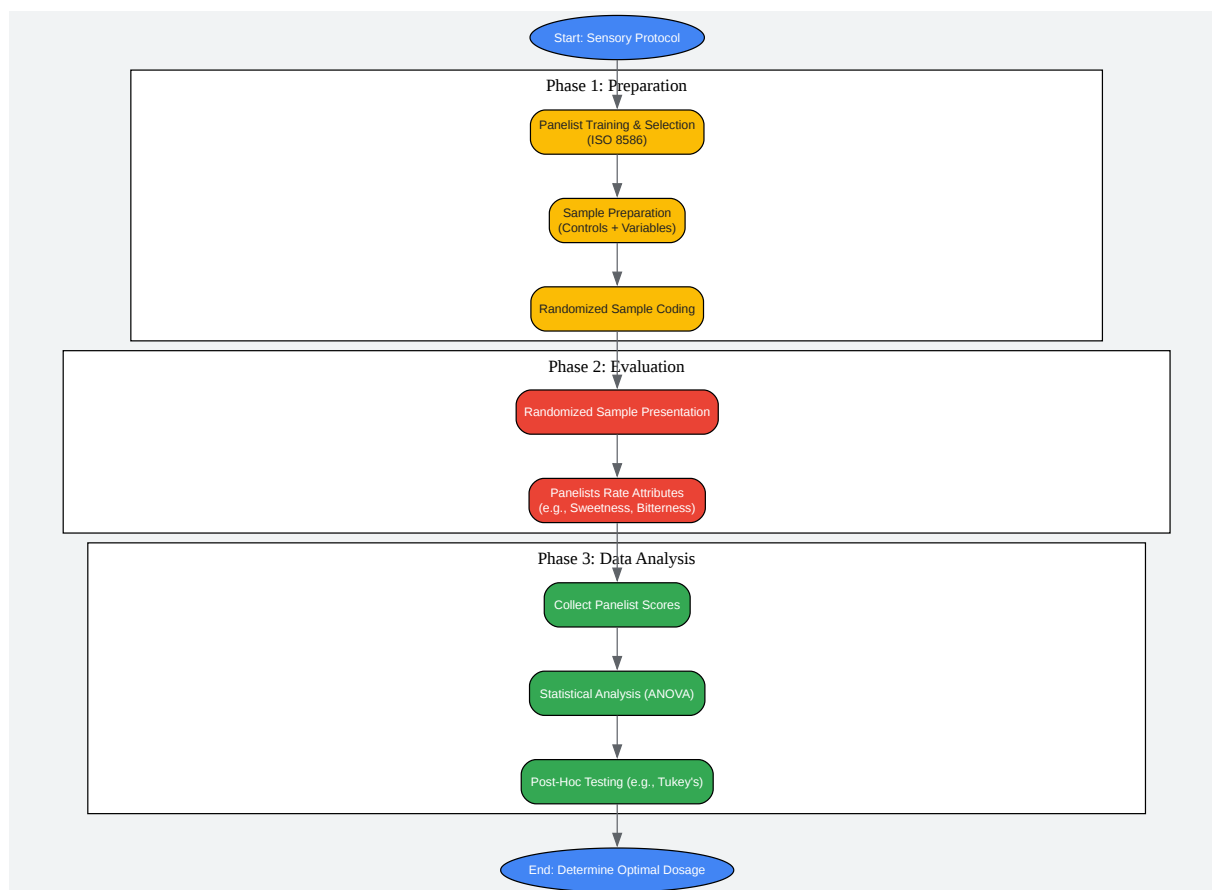 Start: Sensory Protocol
Phase 1: Preparation
Panelist Training & Selection
(ISO 8586)
Sample Preparation
(Controls + Variables)
Randomized Sample Coding
Phase 2: Evaluation
Randomized Sample Presentation
Panelists Rate Attributes
(e.g., Sweetness, Bitterness)
Phase 3: Data Analysis
Collect Panelist Scores
Statistical Analysis (ANOVA)
Post-Hoc Testing (e.g., Tukey's)
End: Determine Optimal Dosage